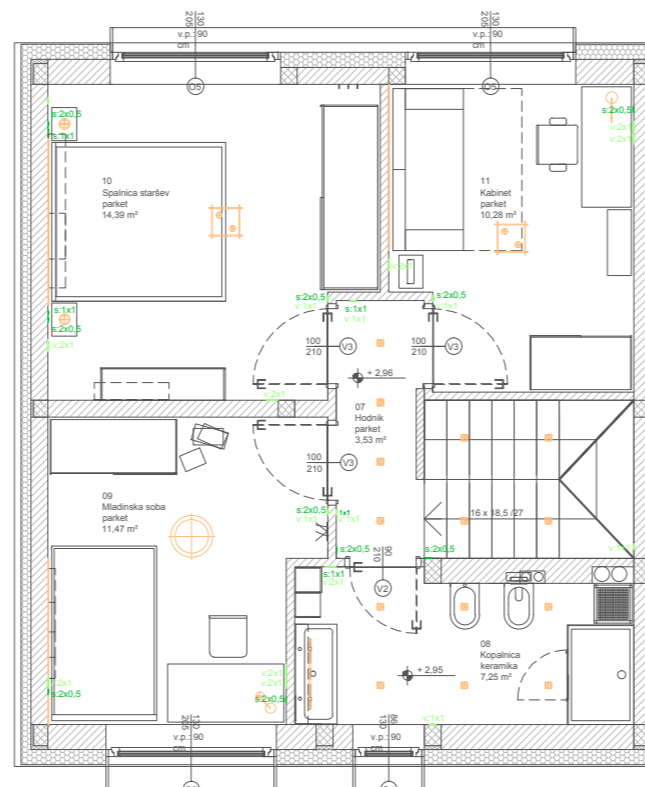 130
205
v.p.: 90
cm
O5
130
205
v.p.: 90
cm
O5
s:2x0,5
s:1x1
s:2x0,5
v:2x1
v:2x1
10
Spalnica staršev
parket
14,39 m²
11
Kabinet
parket
10,28 m²
v:2x1
s:2x0,5
v:1x1
s:1x1
v:1x1
s:2x0,5
v:1x1
s:1x1
s:2x0,5
v:2x1
100
210
V3
100
210
V3
+ 2,96
v:2x1
07
Hodnik
parket
3,53 m²
100
210
V3
09
Mladinska soba
parket
11,47 m²
s:2x0,5
v:1x1
1x1
v:1x1
16 x 18,5 /27
s:2x0,5
90
210
s:2x0,5
s:1x1
v:2x1
V2
08
Kopalnica
keramika
7,25 m²
+ 2,95
v:2x1
s:2x0,5
v:2x1
v:2x1
s:2x0,5
v:1x1
130
205
v.p.: 90
cm
v.p.: 90
cm